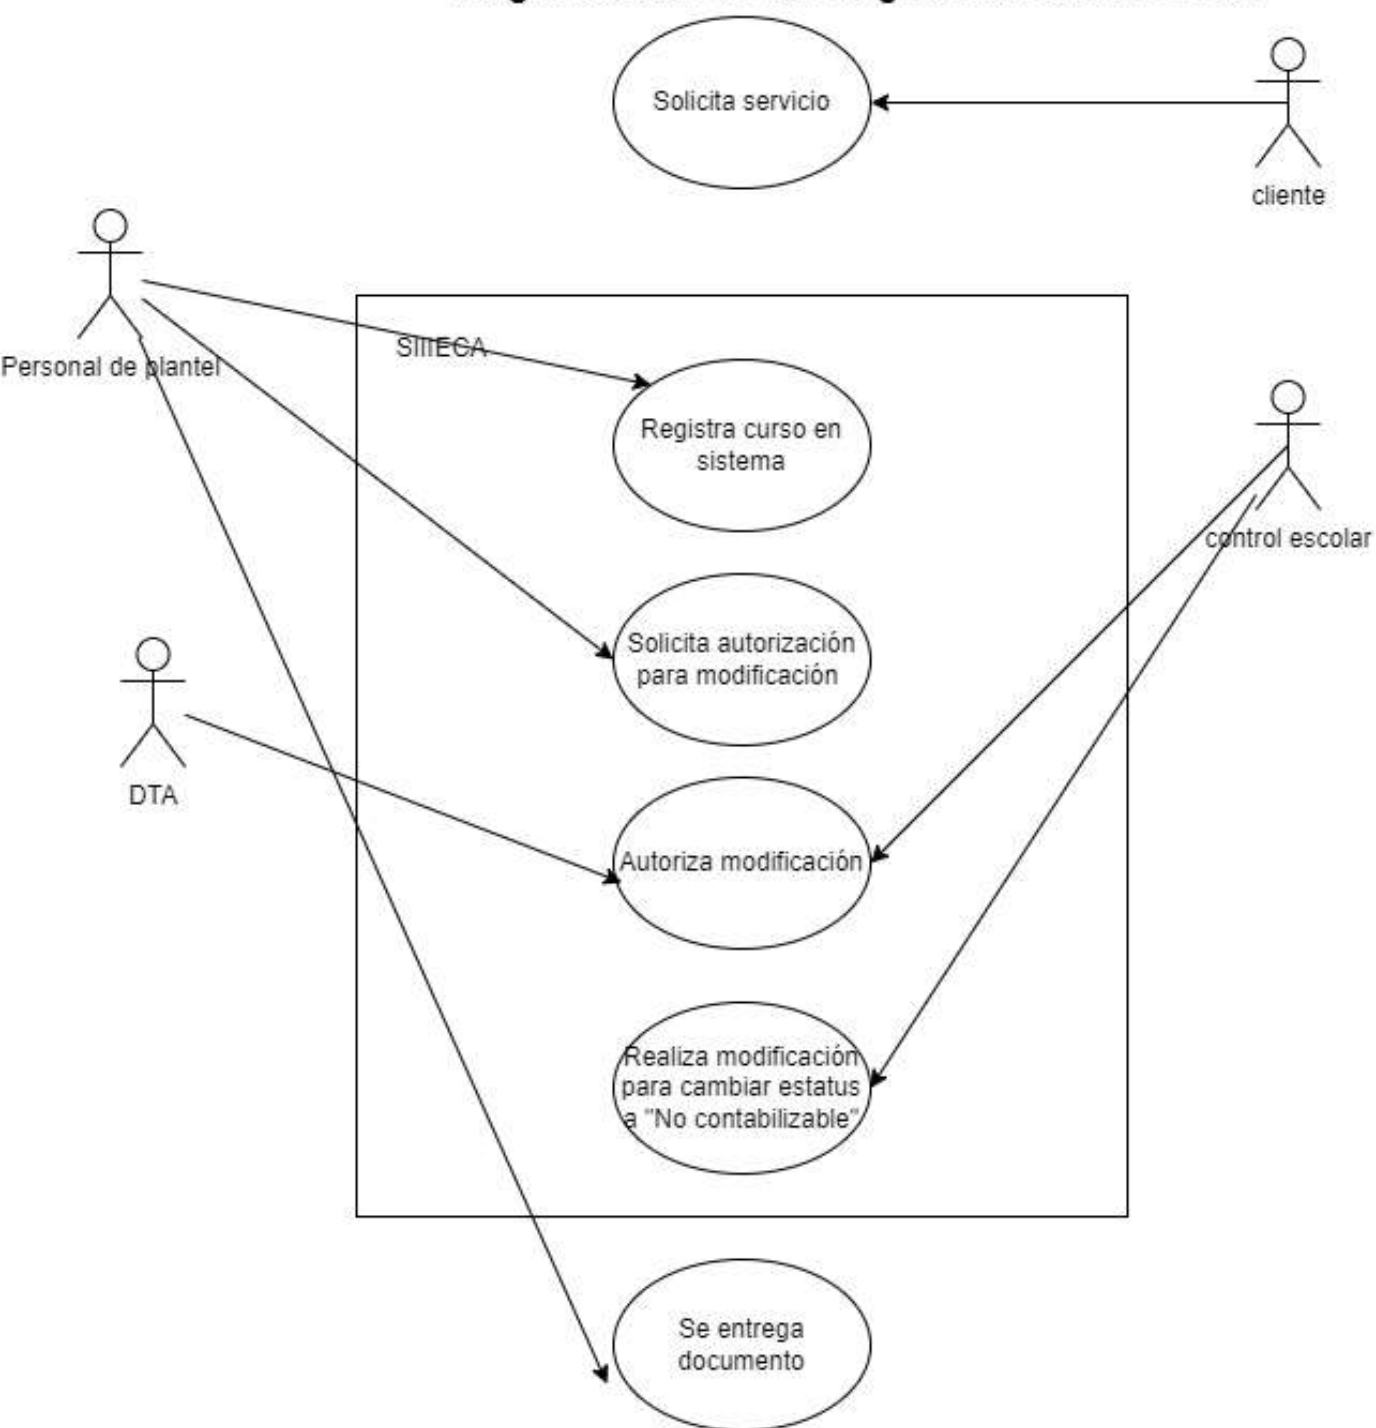 Solicita servicio
cliente
Personal de plantel
SIIIECA
Registra curso en
sistema
control escolar
Solicita autorización
para modificación
DTA
Autoriza modificación
Realiza modificación
para cambiar estatus
a "No contabilizable"
Se entrega
documento